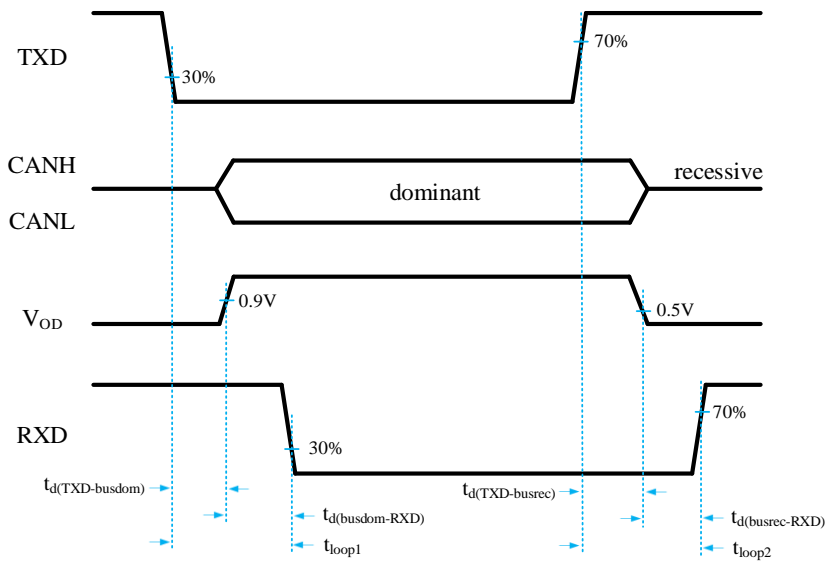 TXD
30%
70%
CANH
dominant
recessive
CANL
0.9V
0.5V
VOD
RXD
30%
70%
td(TXD-busdom)
td(TXD-busrec)
td(busdom-RXD)
td(busrec-RXD)
tloop1
tloop2